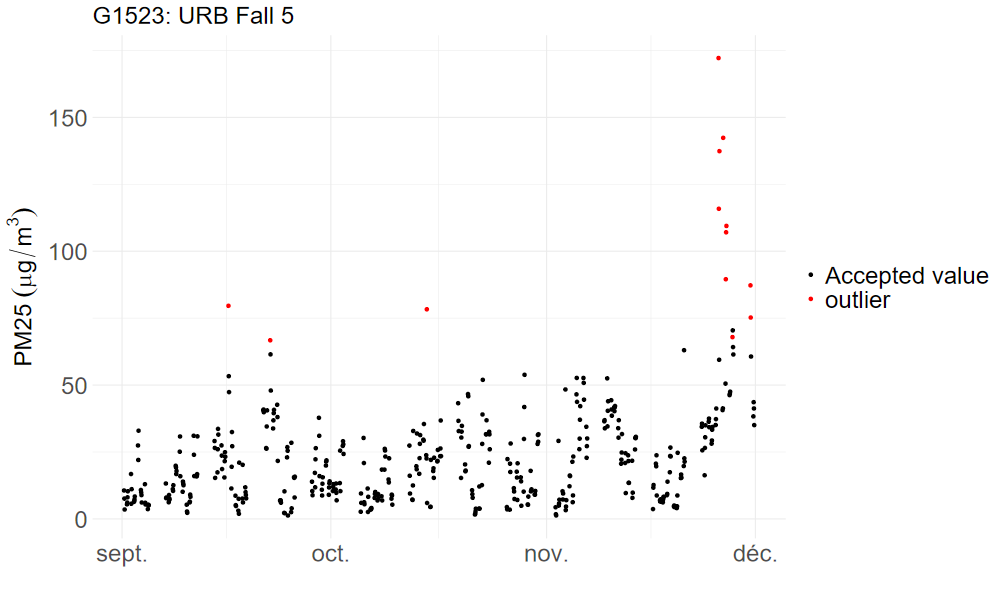 G1523: URB Fall 5
PM25 (μg/m³)
150
100
50
0
sept.
oct.
nov.
déc.
Accepted value
outlier